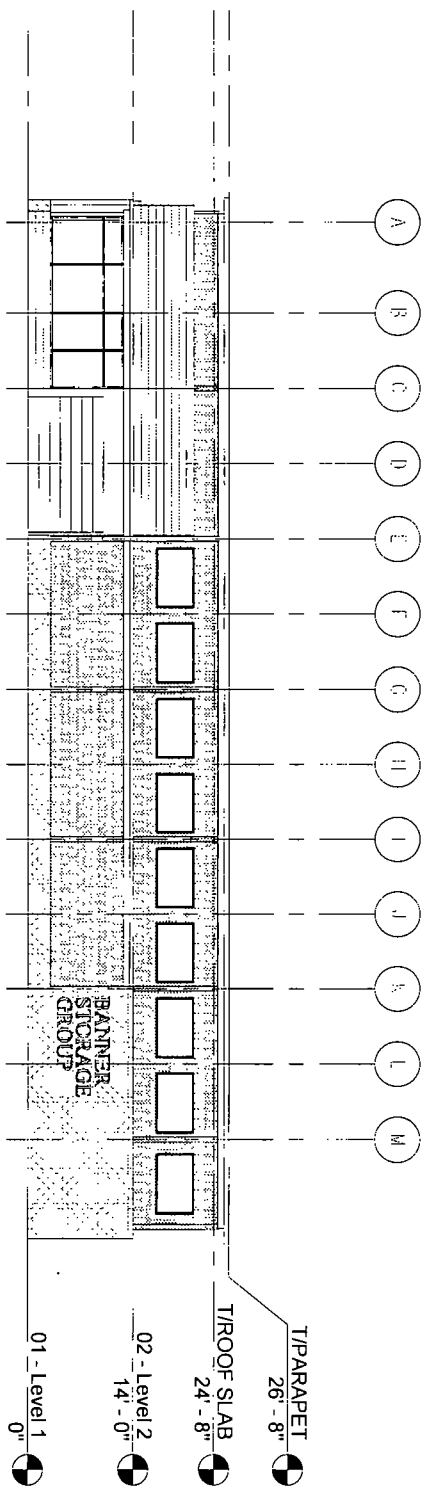 A
B
C
D
E
F
G
H
I
J
K
L
M
BANNER
STORAGE
GROUP
T/PARAPET
26' - 8"
T/ROOF SLAB
24' - 8"
02 - Level 2
14' - 0"
01 - Level 1
0"